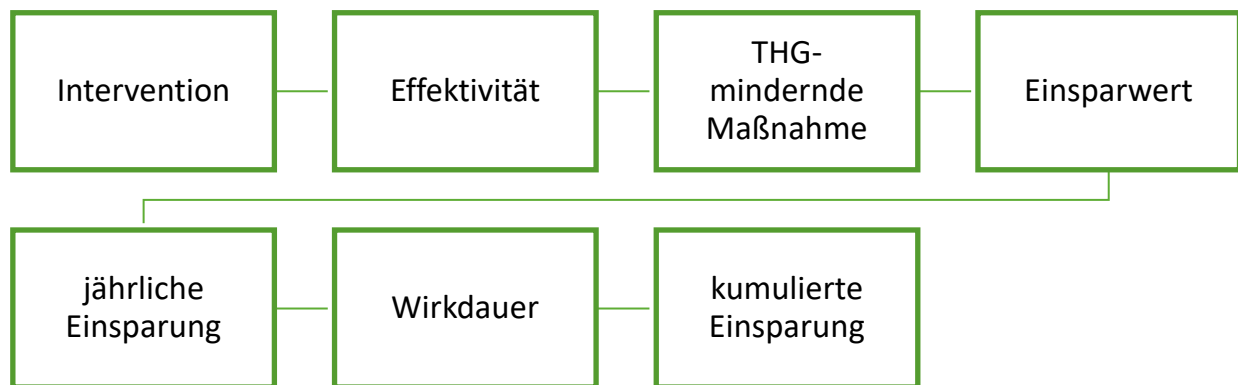 Intervention
Effektivität
THG-
mindernde
Maßnahme
Einsparwert
jährliche
Einsparung
Wirkdauer
kumulierte
Einsparung